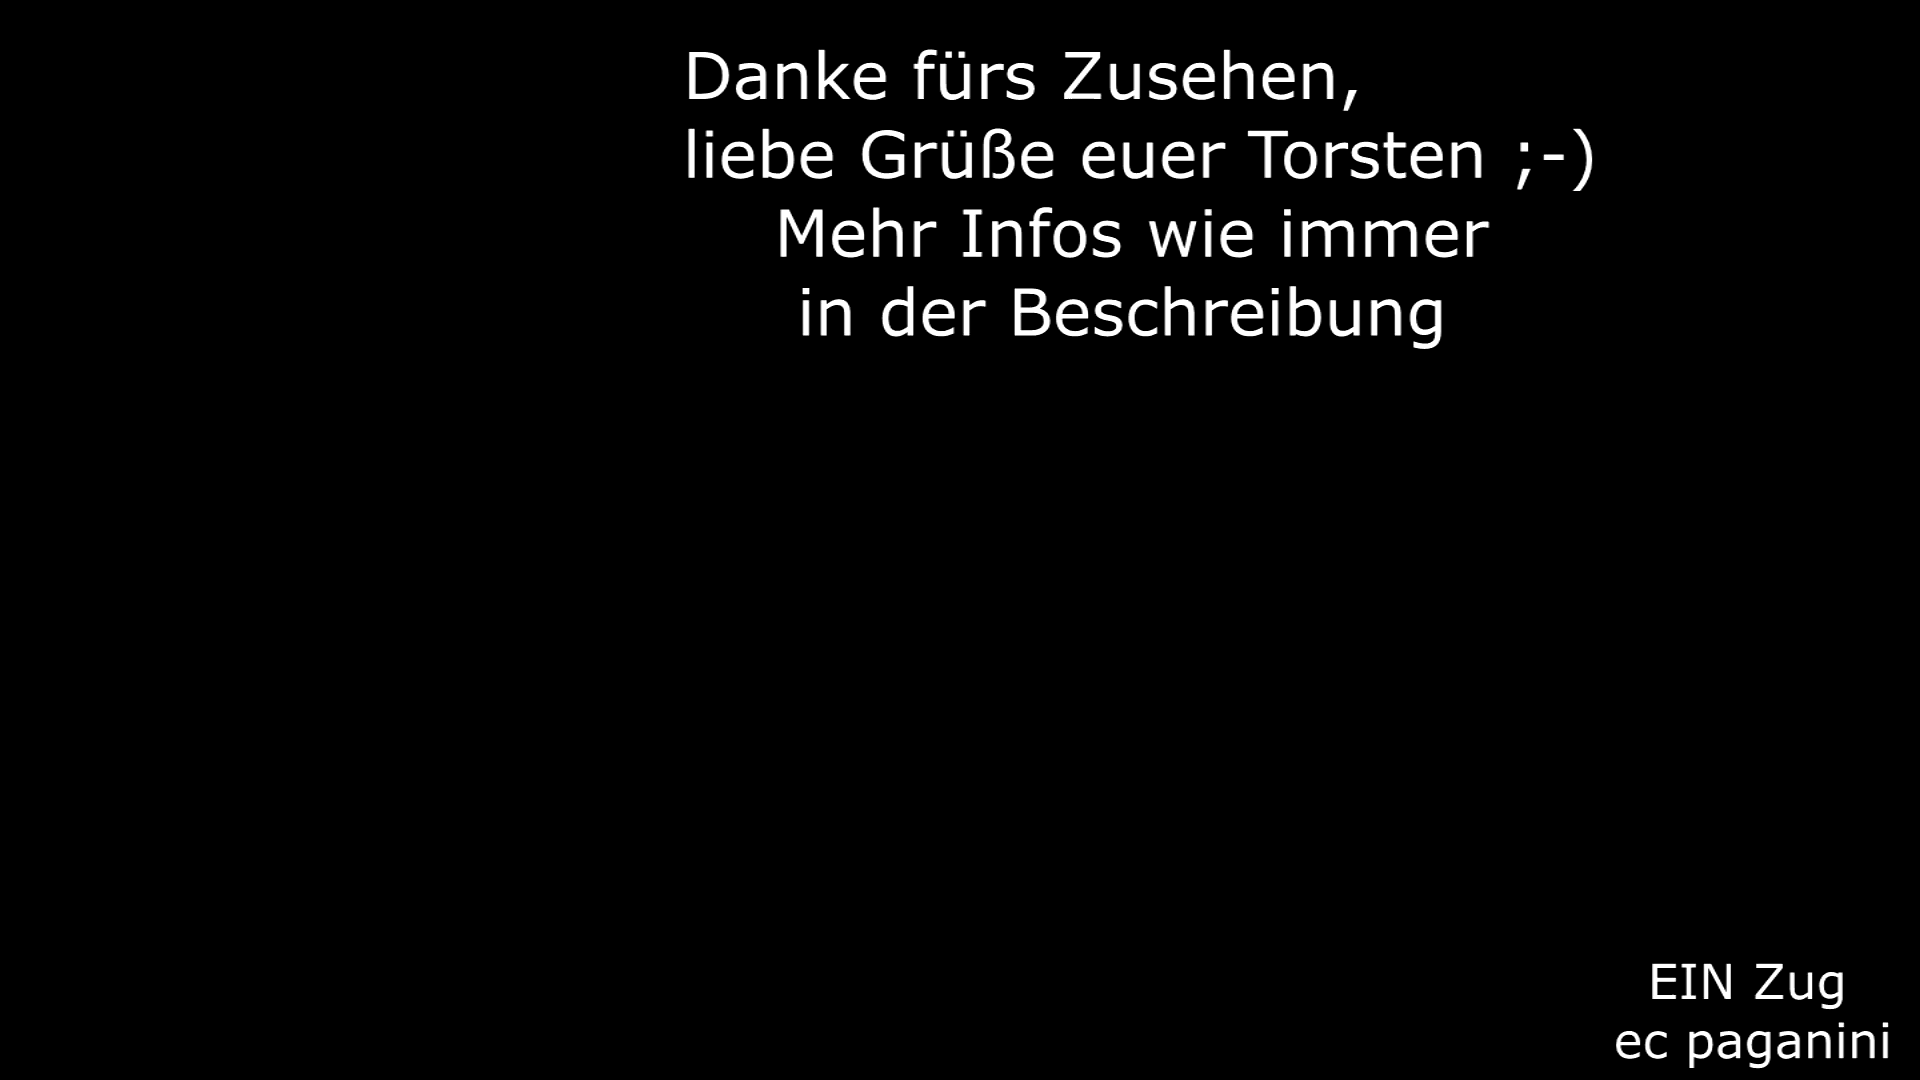 Danke fürs Zusehen,
liebe Grüße euer Torsten ;-)
Mehr Infos wie immer
in der Beschreibung
EIN Zug
ec paganini